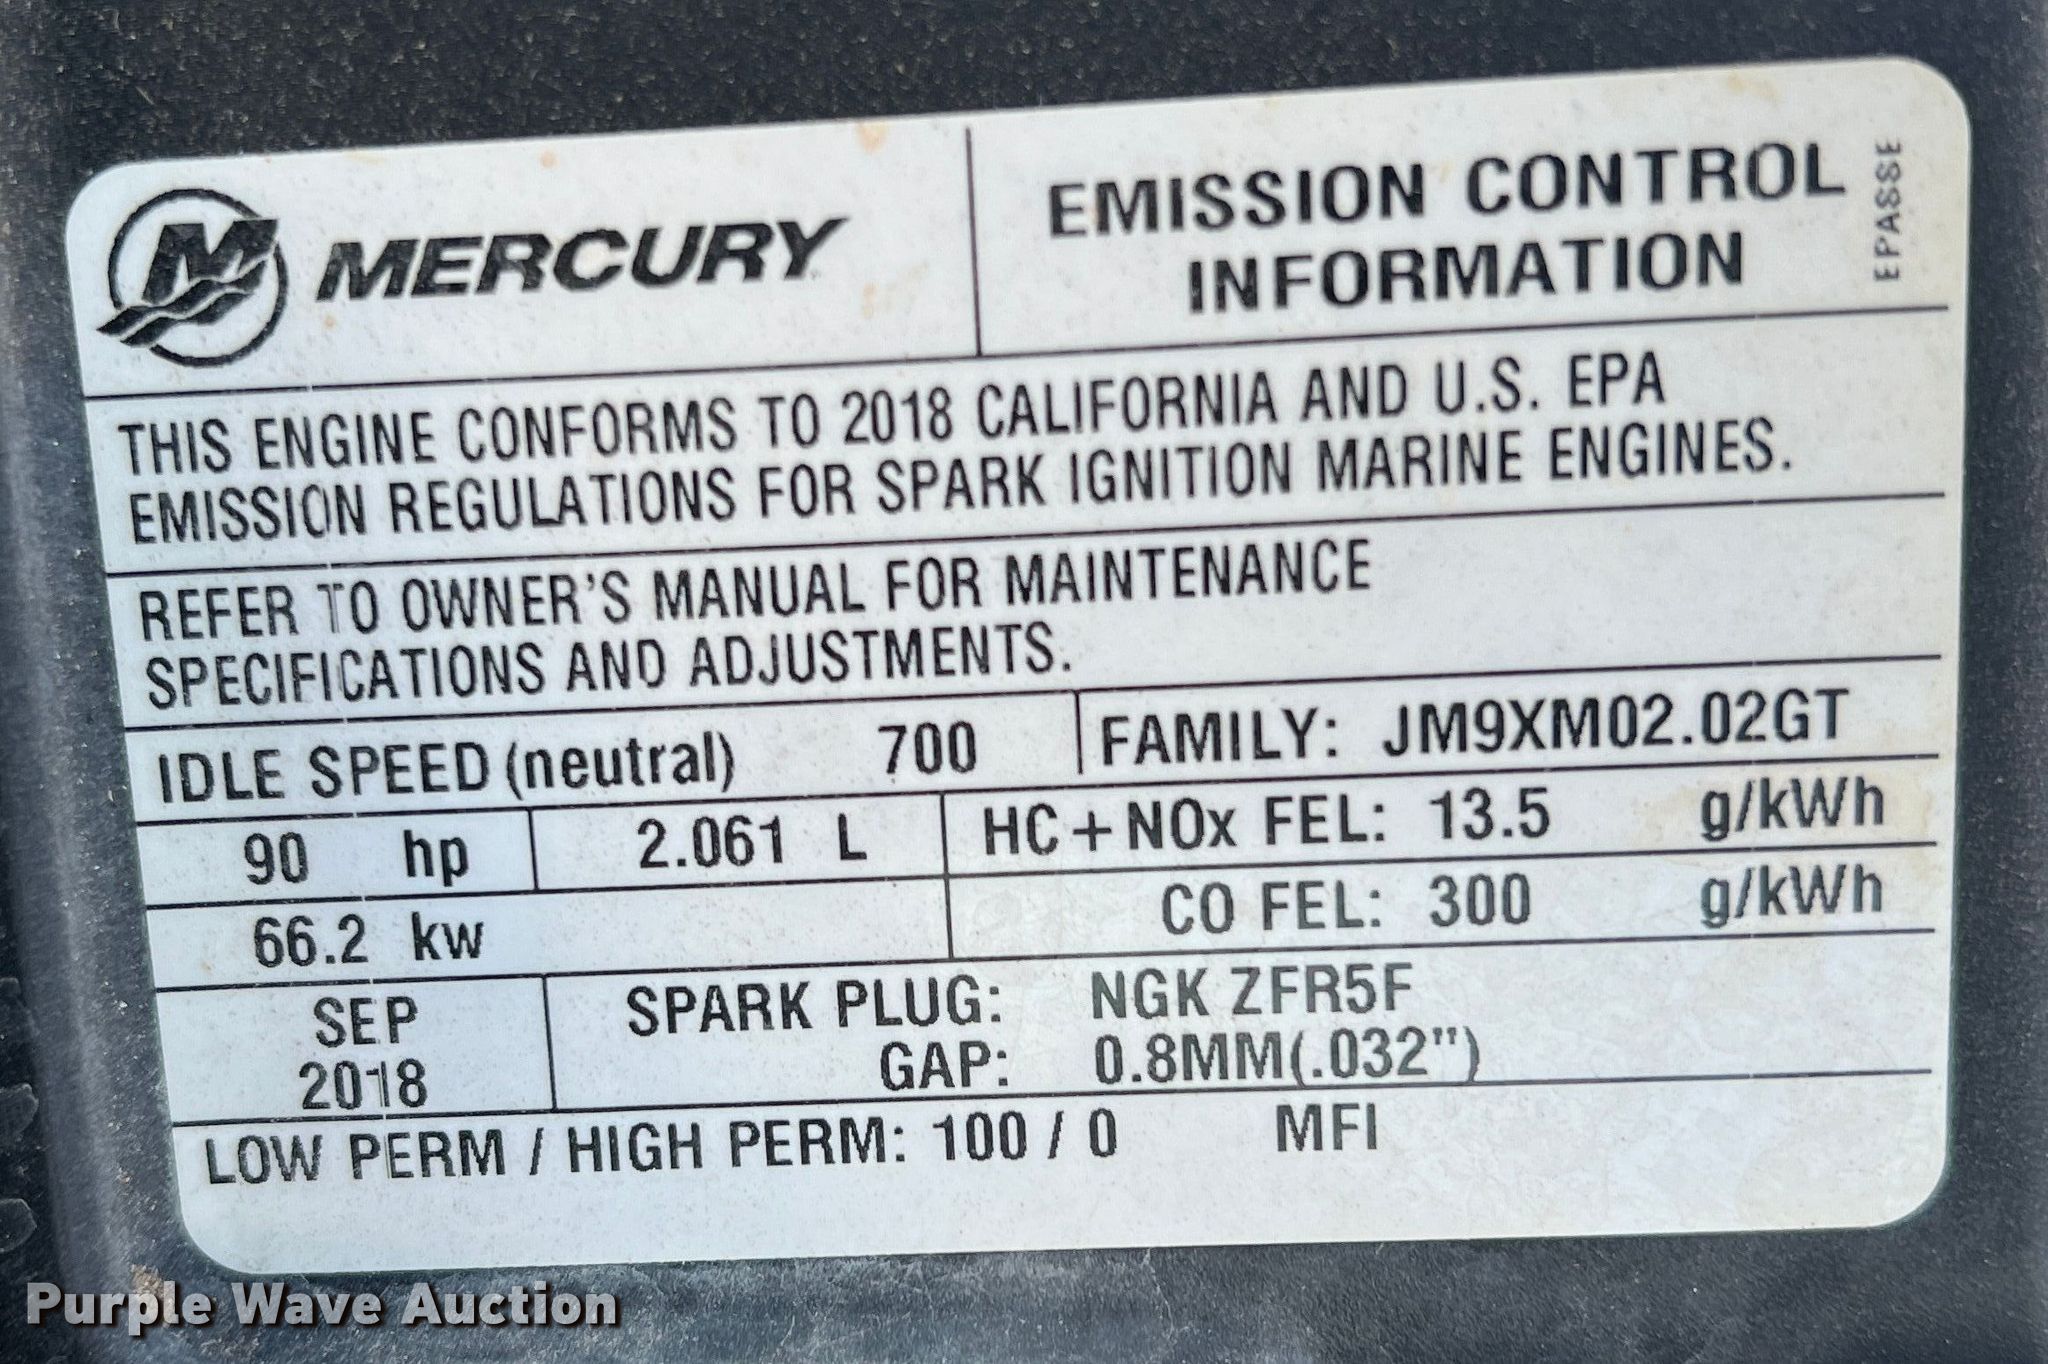 MERCURY
EMISSION CONTROL
INFORMATION
EPA88E
THIS ENGINE CONFORMS TO 2018 CALIFORNIA AND U.S. EPA
EMISSION REGULATIONS FOR SPARK IGNITION MARINE ENGINES.
REFER TO OWNER'S MANUAL FOR MAINTENANCE
SPECIFICATIONS AND ADJUSTMENTS.
IDLE SPEED (neutral) 700
FAMILY: JM9XM02.02GT
90 hp 2.061 L
HC+NOx FEL: 13.5 g/kWh
66.2 kw
CO FEL: 300 g/kWh
SEP
2018
SPARK PLUG: NGK ZFR5F
GAP: 0.8MM(.032")
LOW PERM / HIGH PERM: 100 / 0 MFI
Purple Wave Auction